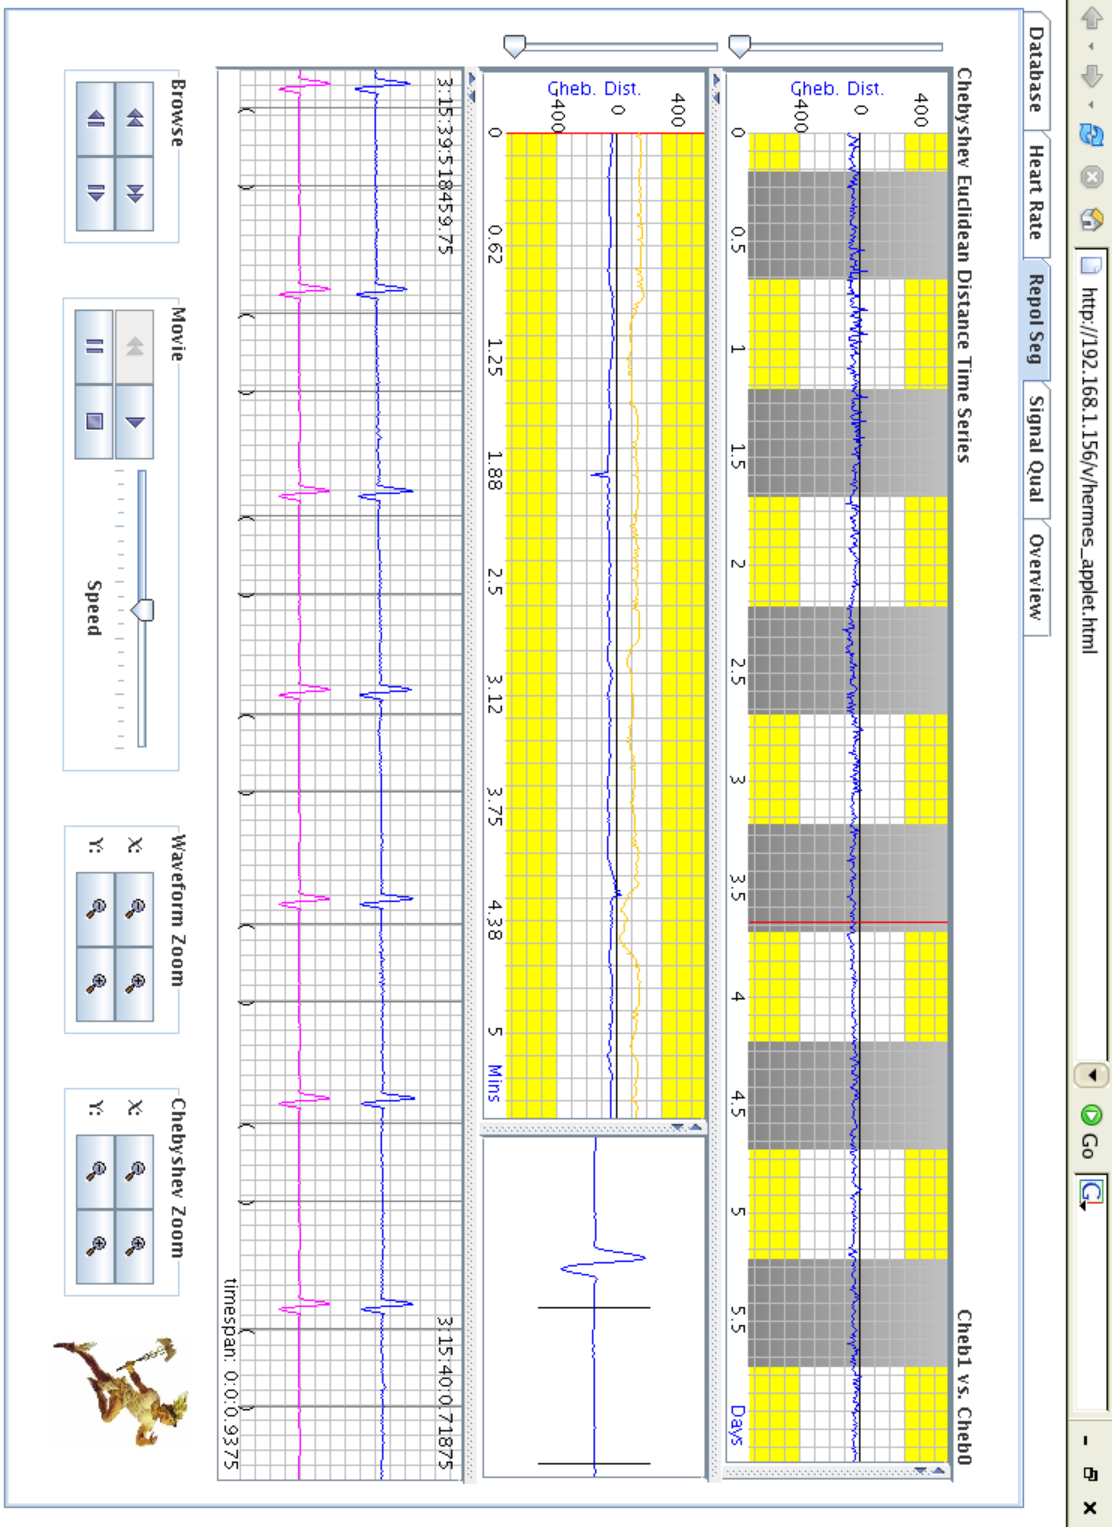 http://192.168.1.156/v/hermes_applet.html
Go
Database
Heart Rate
Repol Seg
Signal Qual
Overview
Chebyshev Euclidean Distance Time Series
Cheb1 vs. Cheb0
Gheb. Dist.
400
0
400
0
0.5
1
1.5
2
2.5
3
3.5
4
4.5
5
5.5
Days
Gheb. Dist.
400
0
400
0
0.62
1.25
1.88
2.5
3.12
3.75
4.38
5
Mins
3:15:39:518459.75
3:15:40:0.71875
timespan: 0:0:0.9375
Browse
Movie
Speed
Waveform Zoom
X:
Y:
Chebyshev Zoom
X:
Y: